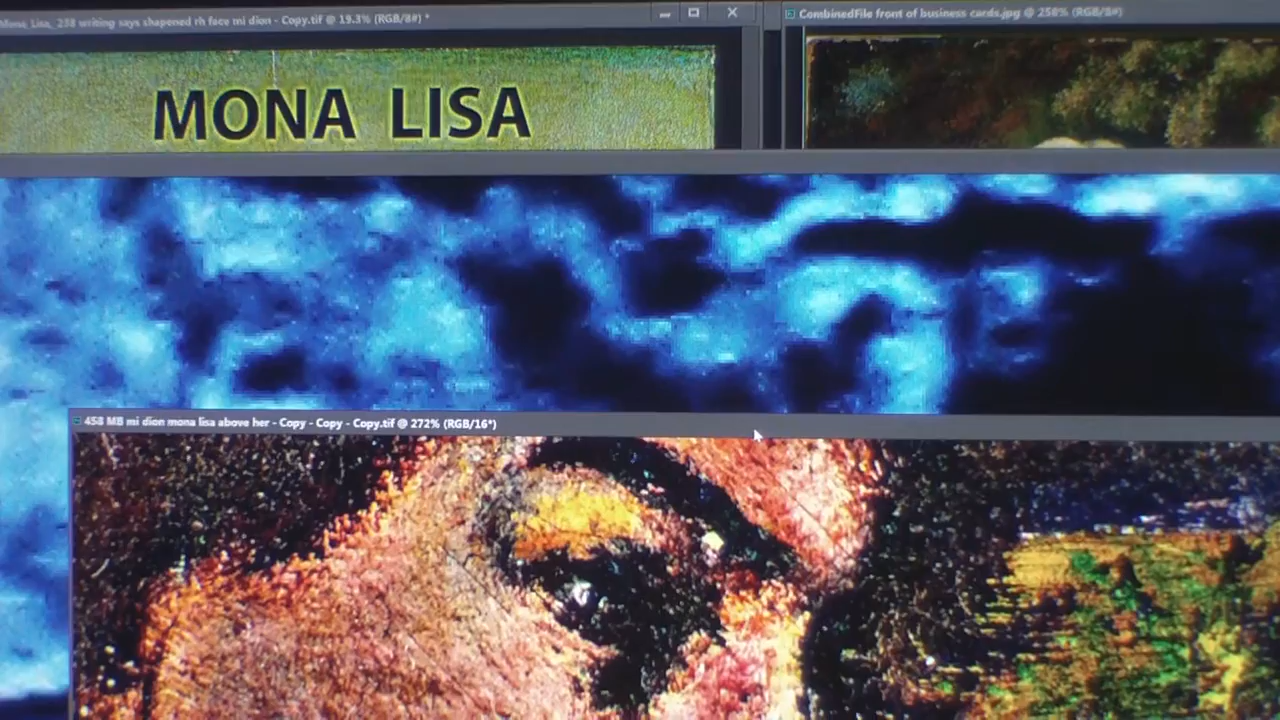 Mona_Lisa_ 238 writing says shapened rh face mi dion - Copy.tif @ 19.3% (RGB/8#) *
CombinedFile front of business cards.jpg @ 258% (RGB/8#)
MONA LISA
458 MB mi dion mona lisa above her - Copy - Copy - Copy.tif @ 272% (RGB/16*)